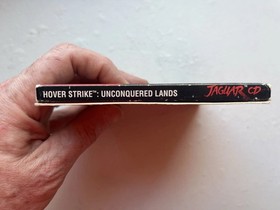 HOVER STRIKE™: UNCONQUERED LANDS JAGUAR CD